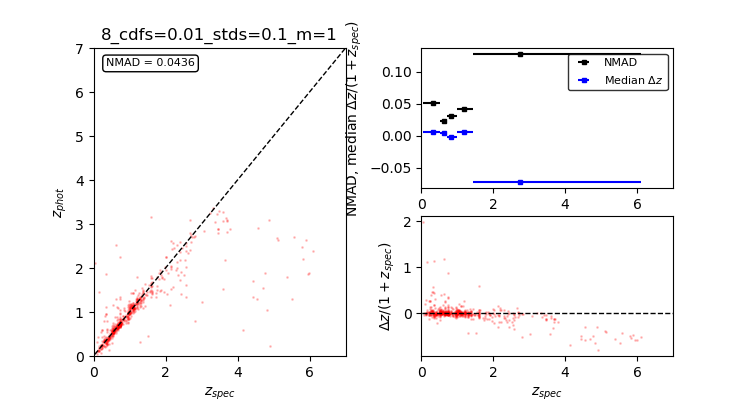 8_cdfs=0.01_stds=0.1_m=1
NMAD = 0.0436
7
6
5
4
3
2
1
0
z_phot
0 2 4 6
z_spec
NMAD, median Δz/(1 + z_spec)
0.10
0.05
0.00
−0.05
NMAD
Median Δz
0 2 4 6
Δz/(1 + z_spec)
2
1
0
0 2 4 6
z_spec